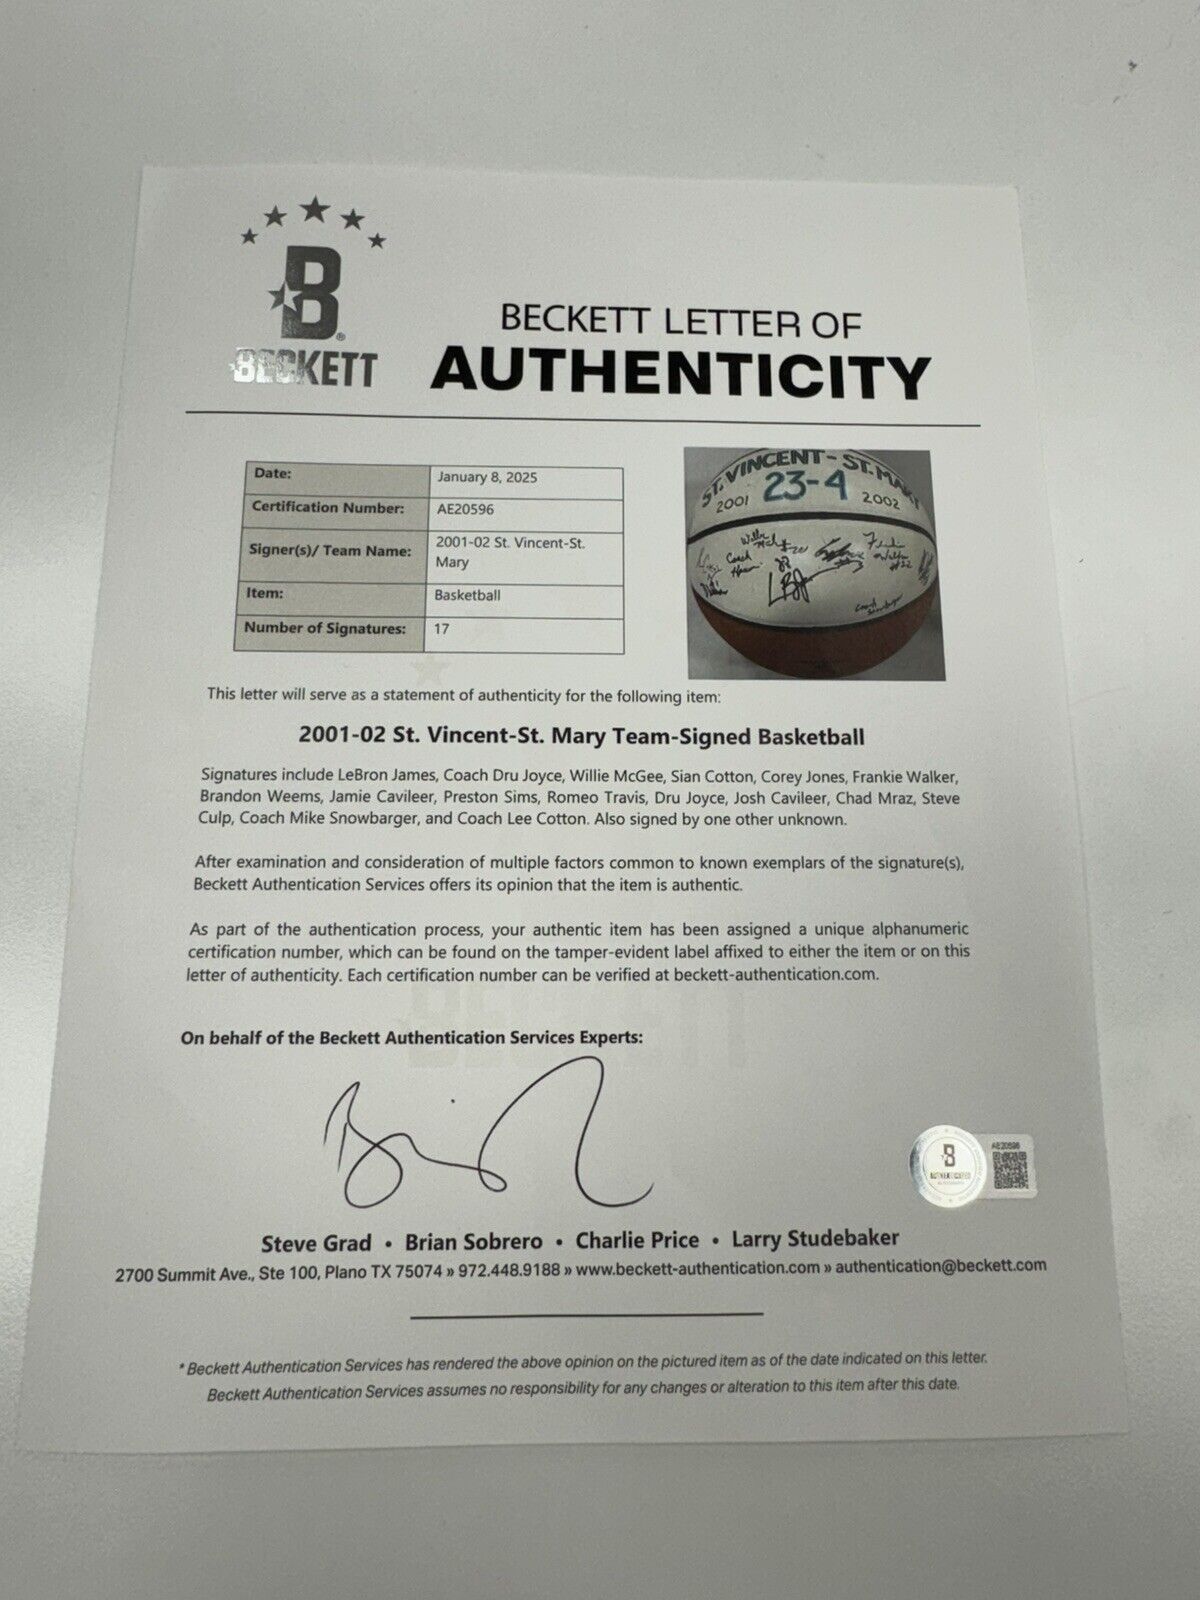 B®
BECKETT
BECKETT LETTER OF
AUTHENTICITY
Date: January 8, 2025
Certification Number: AE20596
Signer(s)/ Team Name: 2001-02 St. Vincent-St. Mary
Item: Basketball
Number of Signatures: 17
ST. VINCENT-ST. MARY
2001 23-4 2002
Willie McGee
Coach
Frankie Walker
LBJ
Coach Snowbarger
This letter will serve as a statement of authenticity for the following item:
2001-02 St. Vincent-St. Mary Team-Signed Basketball
Signatures include LeBron James, Coach Dru Joyce, Willie McGee, Sian Cotton, Corey Jones, Frankie Walker,
Brandon Weems, Jamie Cavileer, Preston Sims, Romeo Travis, Dru Joyce, Josh Cavileer, Chad Mraz, Steve
Culp, Coach Mike Snowbarger, and Coach Lee Cotton. Also signed by one other unknown.
After examination and consideration of multiple factors common to known exemplars of the signature(s),
Beckett Authentication Services offers its opinion that the item is authentic.
As part of the authentication process, your authentic item has been assigned a unique alphanumeric
certification number, which can be found on the tamper-evident label affixed to either the item or on this
letter of authenticity. Each certification number can be verified at beckett-authentication.com.
On behalf of the Beckett Authentication Services Experts:
B
AUTHENTICATED
AE20596
Steve Grad • Brian Sobrero • Charlie Price • Larry Studebaker
2700 Summit Ave., Ste 100, Plano TX 75074 » 972.448.9188 » www.beckett-authentication.com » authentication@beckett.com
* Beckett Authentication Services has rendered the above opinion on the pictured item as of the date indicated on this letter.
Beckett Authentication Services assumes no responsibility for any changes or alteration to this item after this date.